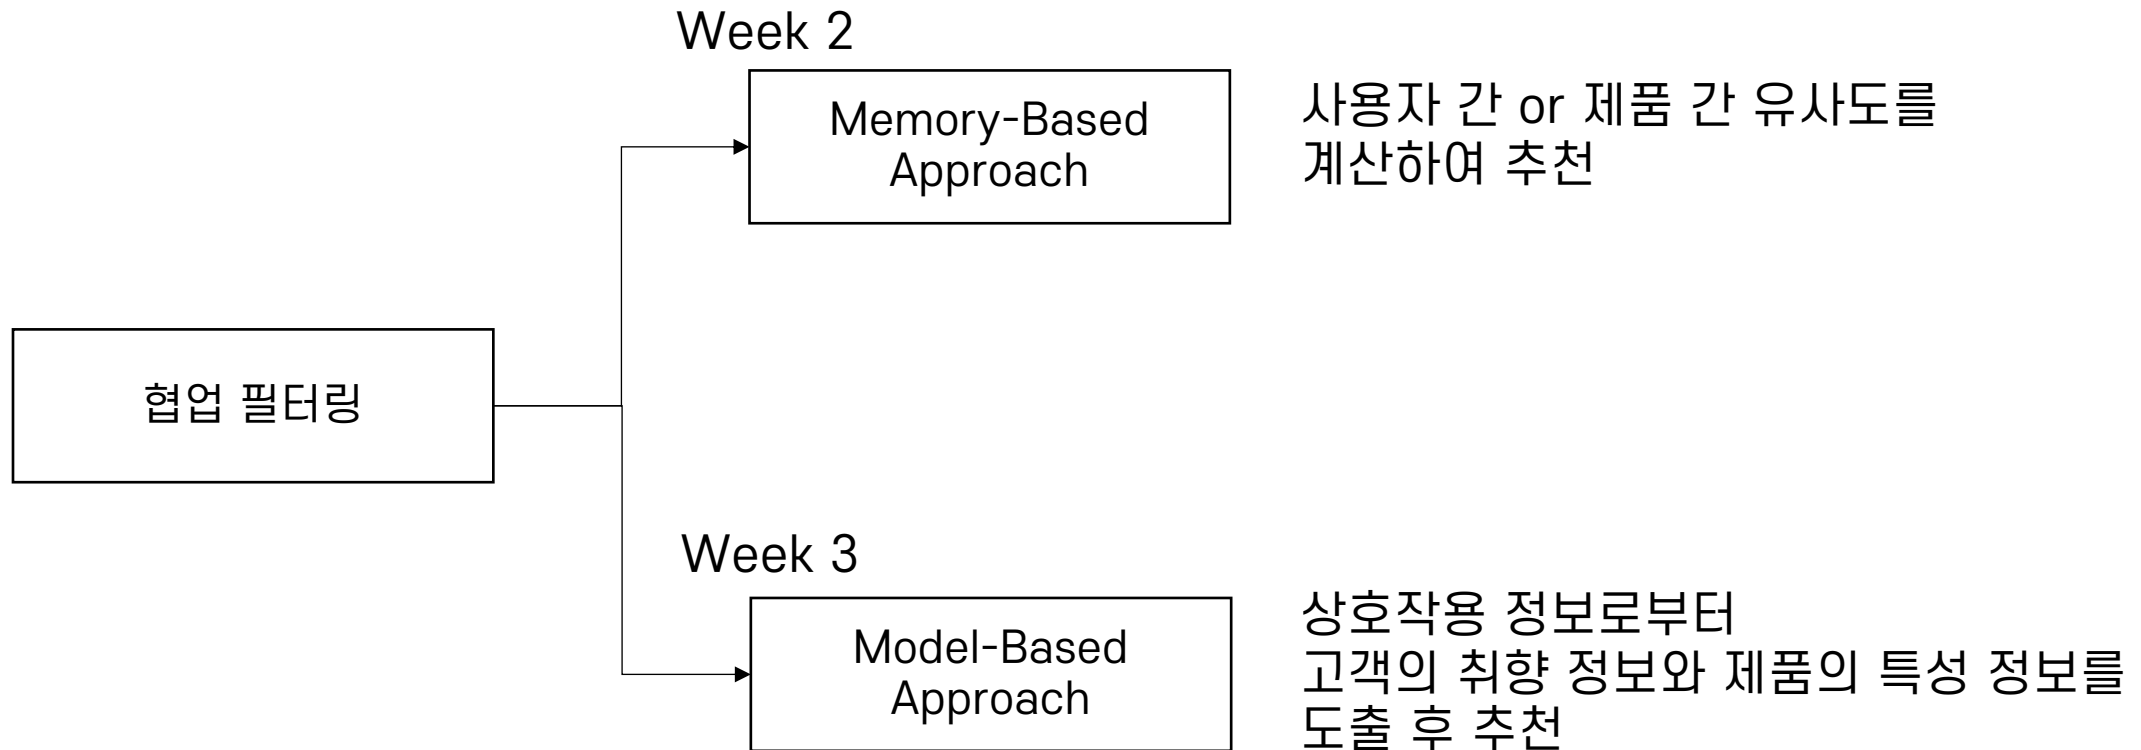 Week 2
Memory-Based
Approach
사용자 간 or 제품 간 유사도를
계산하여 추천
협업 필터링
Week 3
Model-Based
Approach
상호작용 정보로부터
고객의 취향 정보와 제품의 특성 정보를
도출 후 추천